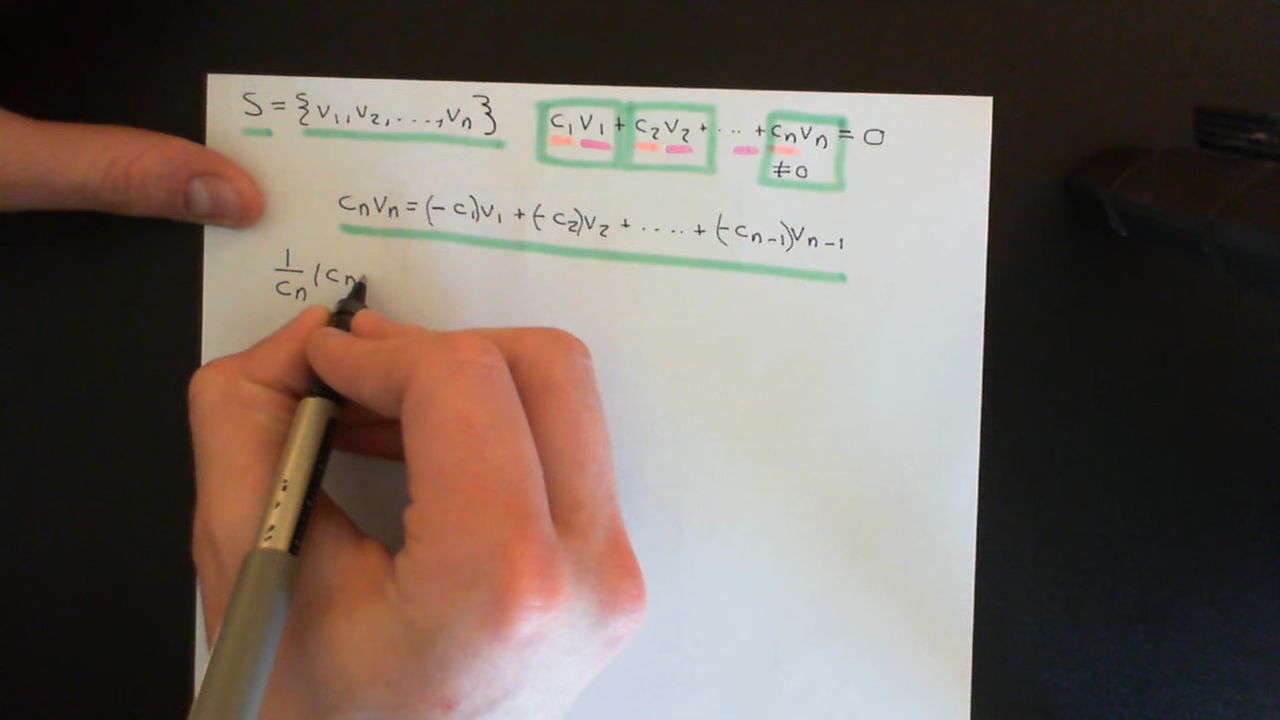 S = {v₁,v₂,....,vₙ} c₁v₁ + c₂v₂ + ... + cₙvₙ = 0
≠0
cₙvₙ = (-c₁)v₁ + (-c₂)v₂ + .... + (-cₙ₋₁)vₙ₋₁
1/cₙ (cₙ